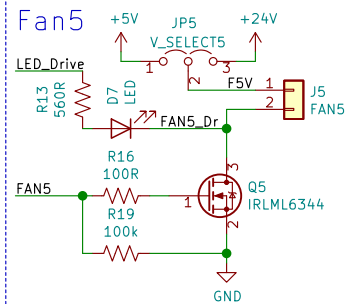 Fan5
+5V
JP5
+24V
V_SELECT5
1
3
2
LED_Drive
F5V
1
2
J5
FAN5
R13
560R
D7
LED
FAN5_Dr
R16
100R
3
Q5
IRLML6344
FAN5
1
R19
100k
2
GND